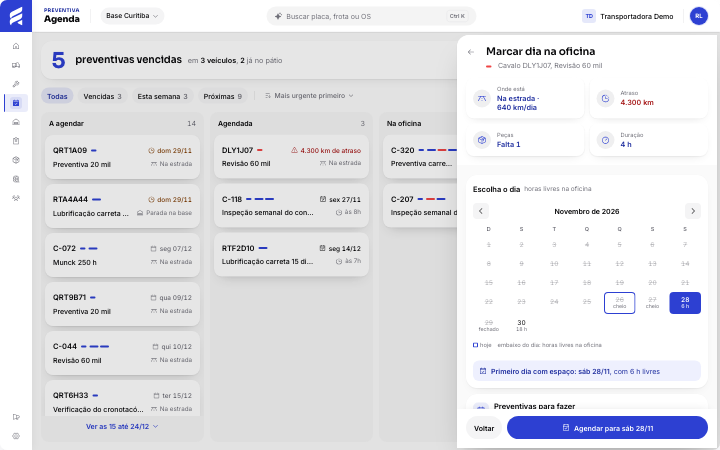 PREVENTIVA
Agenda
Base Curitiba
Buscar placa, frota ou OS
Ctrl K
TD
Transportadora Demo
RL
5 preventivas vencidas
em 3 veículos, 2 já no pátio
Todas
Vencidas 3
Esta semana 3
Próximas 9
Mais urgente primeiro
A agendar 14
QRT1A09
dom 29/11
Preventiva 20 mil
Na estrada
RTA4A44
dom 29/11
Lubrificação carreta ...
Parada na base
C-072
seg 07/12
Munck 250 h
Na estrada
QRT9B71
qua 09/12
Preventiva 20 mil
Na estrada
C-044
qui 10/12
Revisão 60 mil
Na estrada
QRT6H33
ter 15/12
Verificação do cronotacó...
Na estrada
Ver as 15 até 24/12
Agendada 3
DLY1J07
4.300 km de atraso
Revisão 60 mil
Na estrada
C-118
sex 27/11
Inspeção semanal do con...
às 8h
RTF2D10
seg 14/12
Lubrificação carreta 15 di...
às 7h
Na oficina
C-320
Preventiva carre...
C-207
Inspeção semanal d
Marcar dia na oficina
Cavalo DLY1J07, Revisão 60 mil
Onde está
Na estrada ·
640 km/dia
Atraso
4.300 km
Peças
Falta 1
Duração
4 h
Escolha o dia
horas livres na oficina
Novembro de 2026
D S T Q Q S S
1 2 3 4 5 6 7
8 9 10 11 12 13 14
15 16 17 18 19 20 21
22 23 24 25 26 27 28
cheio cheio 6 h
29 30
fechado 18 h
hoje
embaixo do dia: horas livres na oficina
Primeiro dia com espaço: sáb 28/11, com 6 h livres
Preventivas para fazer
Voltar
Agendar para sáb 28/11